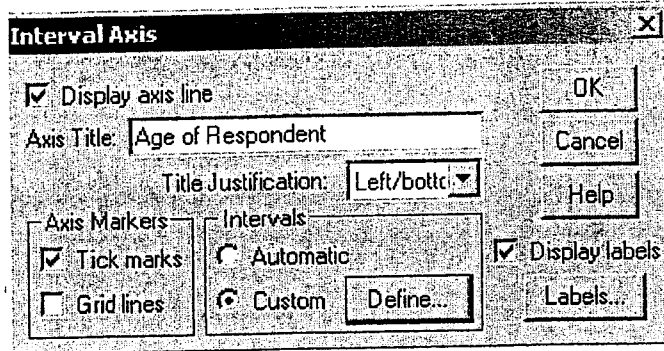 Interval Axis
Display axis line
OK
Axis Title: Age of Respondent
Cancel
Title Justification: Left/botto
Help
Axis Markers
Intervals
Tick marks
Automatic
Display labels
Grid lines
Custom
Define...
Labels...